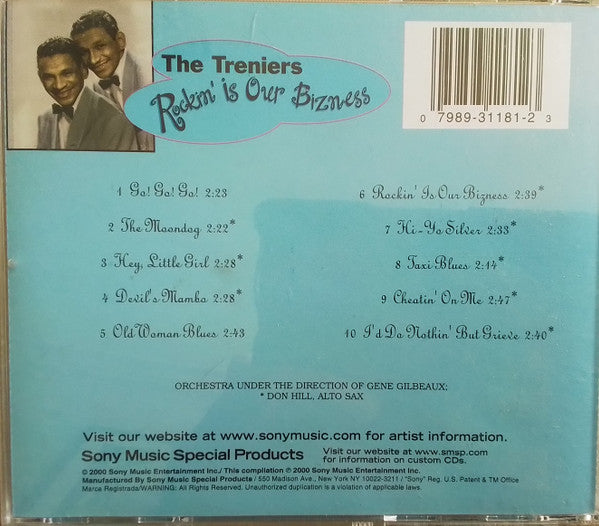 The Treniers
Rockin' is Our Bizness
0 7989-31181-2 3
1 Go! Go! Go! 2:23
2 The Moondog 2:22*
3 Hey, Little Girl 2:28*
4 Devil's Mambo 2:28*
5 Old Woman Blues 2:43
6 Rockin' Is Our Bizness 2:39*
7 Hi-Yo Silver 2:33*
8 Taxi Blues 2:14*
9 Cheatin' On Me 2:47*
10 I'd Do Nothin' But Grieve 2:40*
ORCHESTRA UNDER THE DIRECTION OF GENE GILBEAUX;
* DON HILL, ALTO SAX
Visit our website at www.sonymusic.com for artist information.
Sony Music Special Products
Visit our website at www.smsp.com
for information on custom CDs.
© 2000 Sony Music Entertainment Inc./ This compilation ℗ 2000 Sony Music Entertainment Inc.
Manufactured By Sony Music Special Products / 550 Madison Ave., New York NY 10022-3211 / "Sony" Reg. U.S. Patent & TM Office
Marca Registrada/WARNING: All Rights Reserved. Unauthorized duplication is a violation of applicable laws.